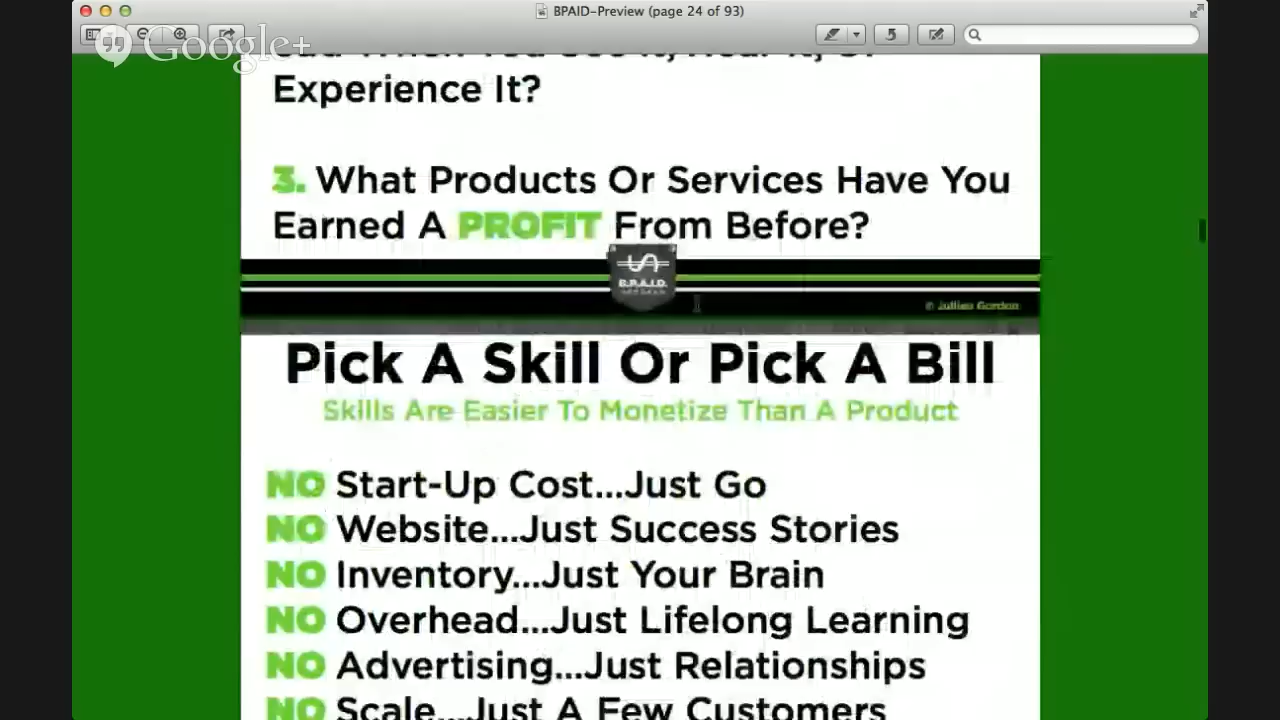 BPAID-Preview (page 24 of 93)
Google+
Experience It?
3. What Products Or Services Have You
Earned A PROFIT From Before?
B.R.A.I.D.
© Jullien Gordon
Pick A Skill Or Pick A Bill
Skills Are Easier To Monetize Than A Product
NO Start-Up Cost...Just Go
NO Website...Just Success Stories
NO Inventory...Just Your Brain
NO Overhead...Just Lifelong Learning
NO Advertising...Just Relationships
NO Scale...Just A Few Customers